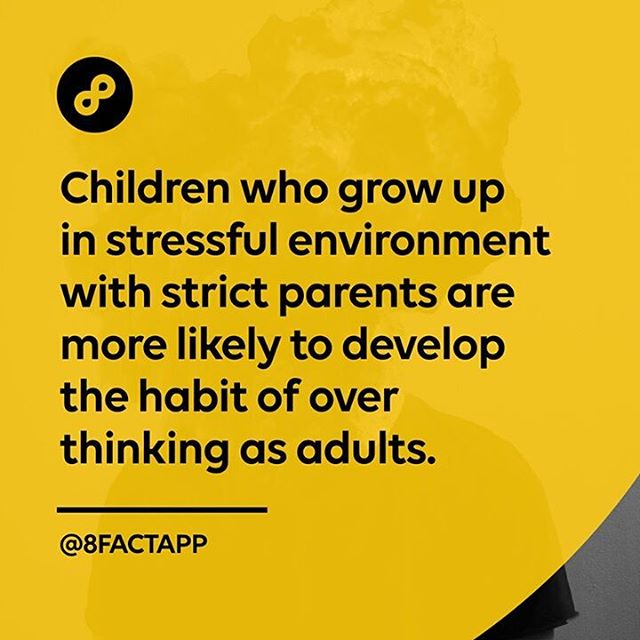 Children who grow up
in stressful environment
with strict parents are
more likely to develop
the habit of over
thinking as adults.
@8FACTAPP